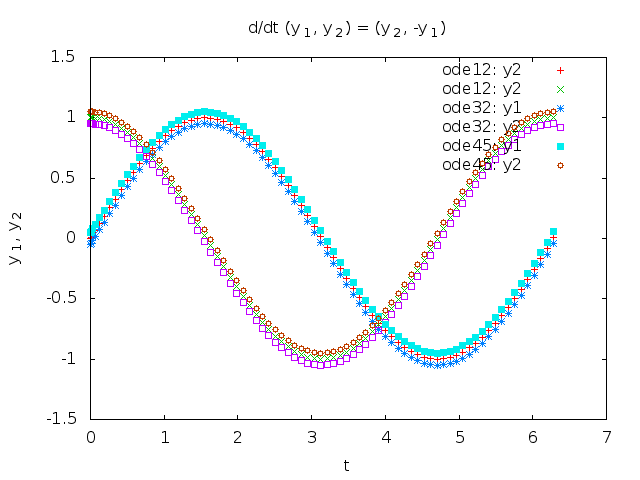 d/dt (y₁, y₂) = (y₂, -y₁)
1.5
1
0.5
0
-0.5
-1
-1.5
y₁, y₂
ode12: y2
ode12: y2
ode32: y1
ode32: y2
ode45: y1
ode45: y2
0 1 2 3 4 5 6 7
t